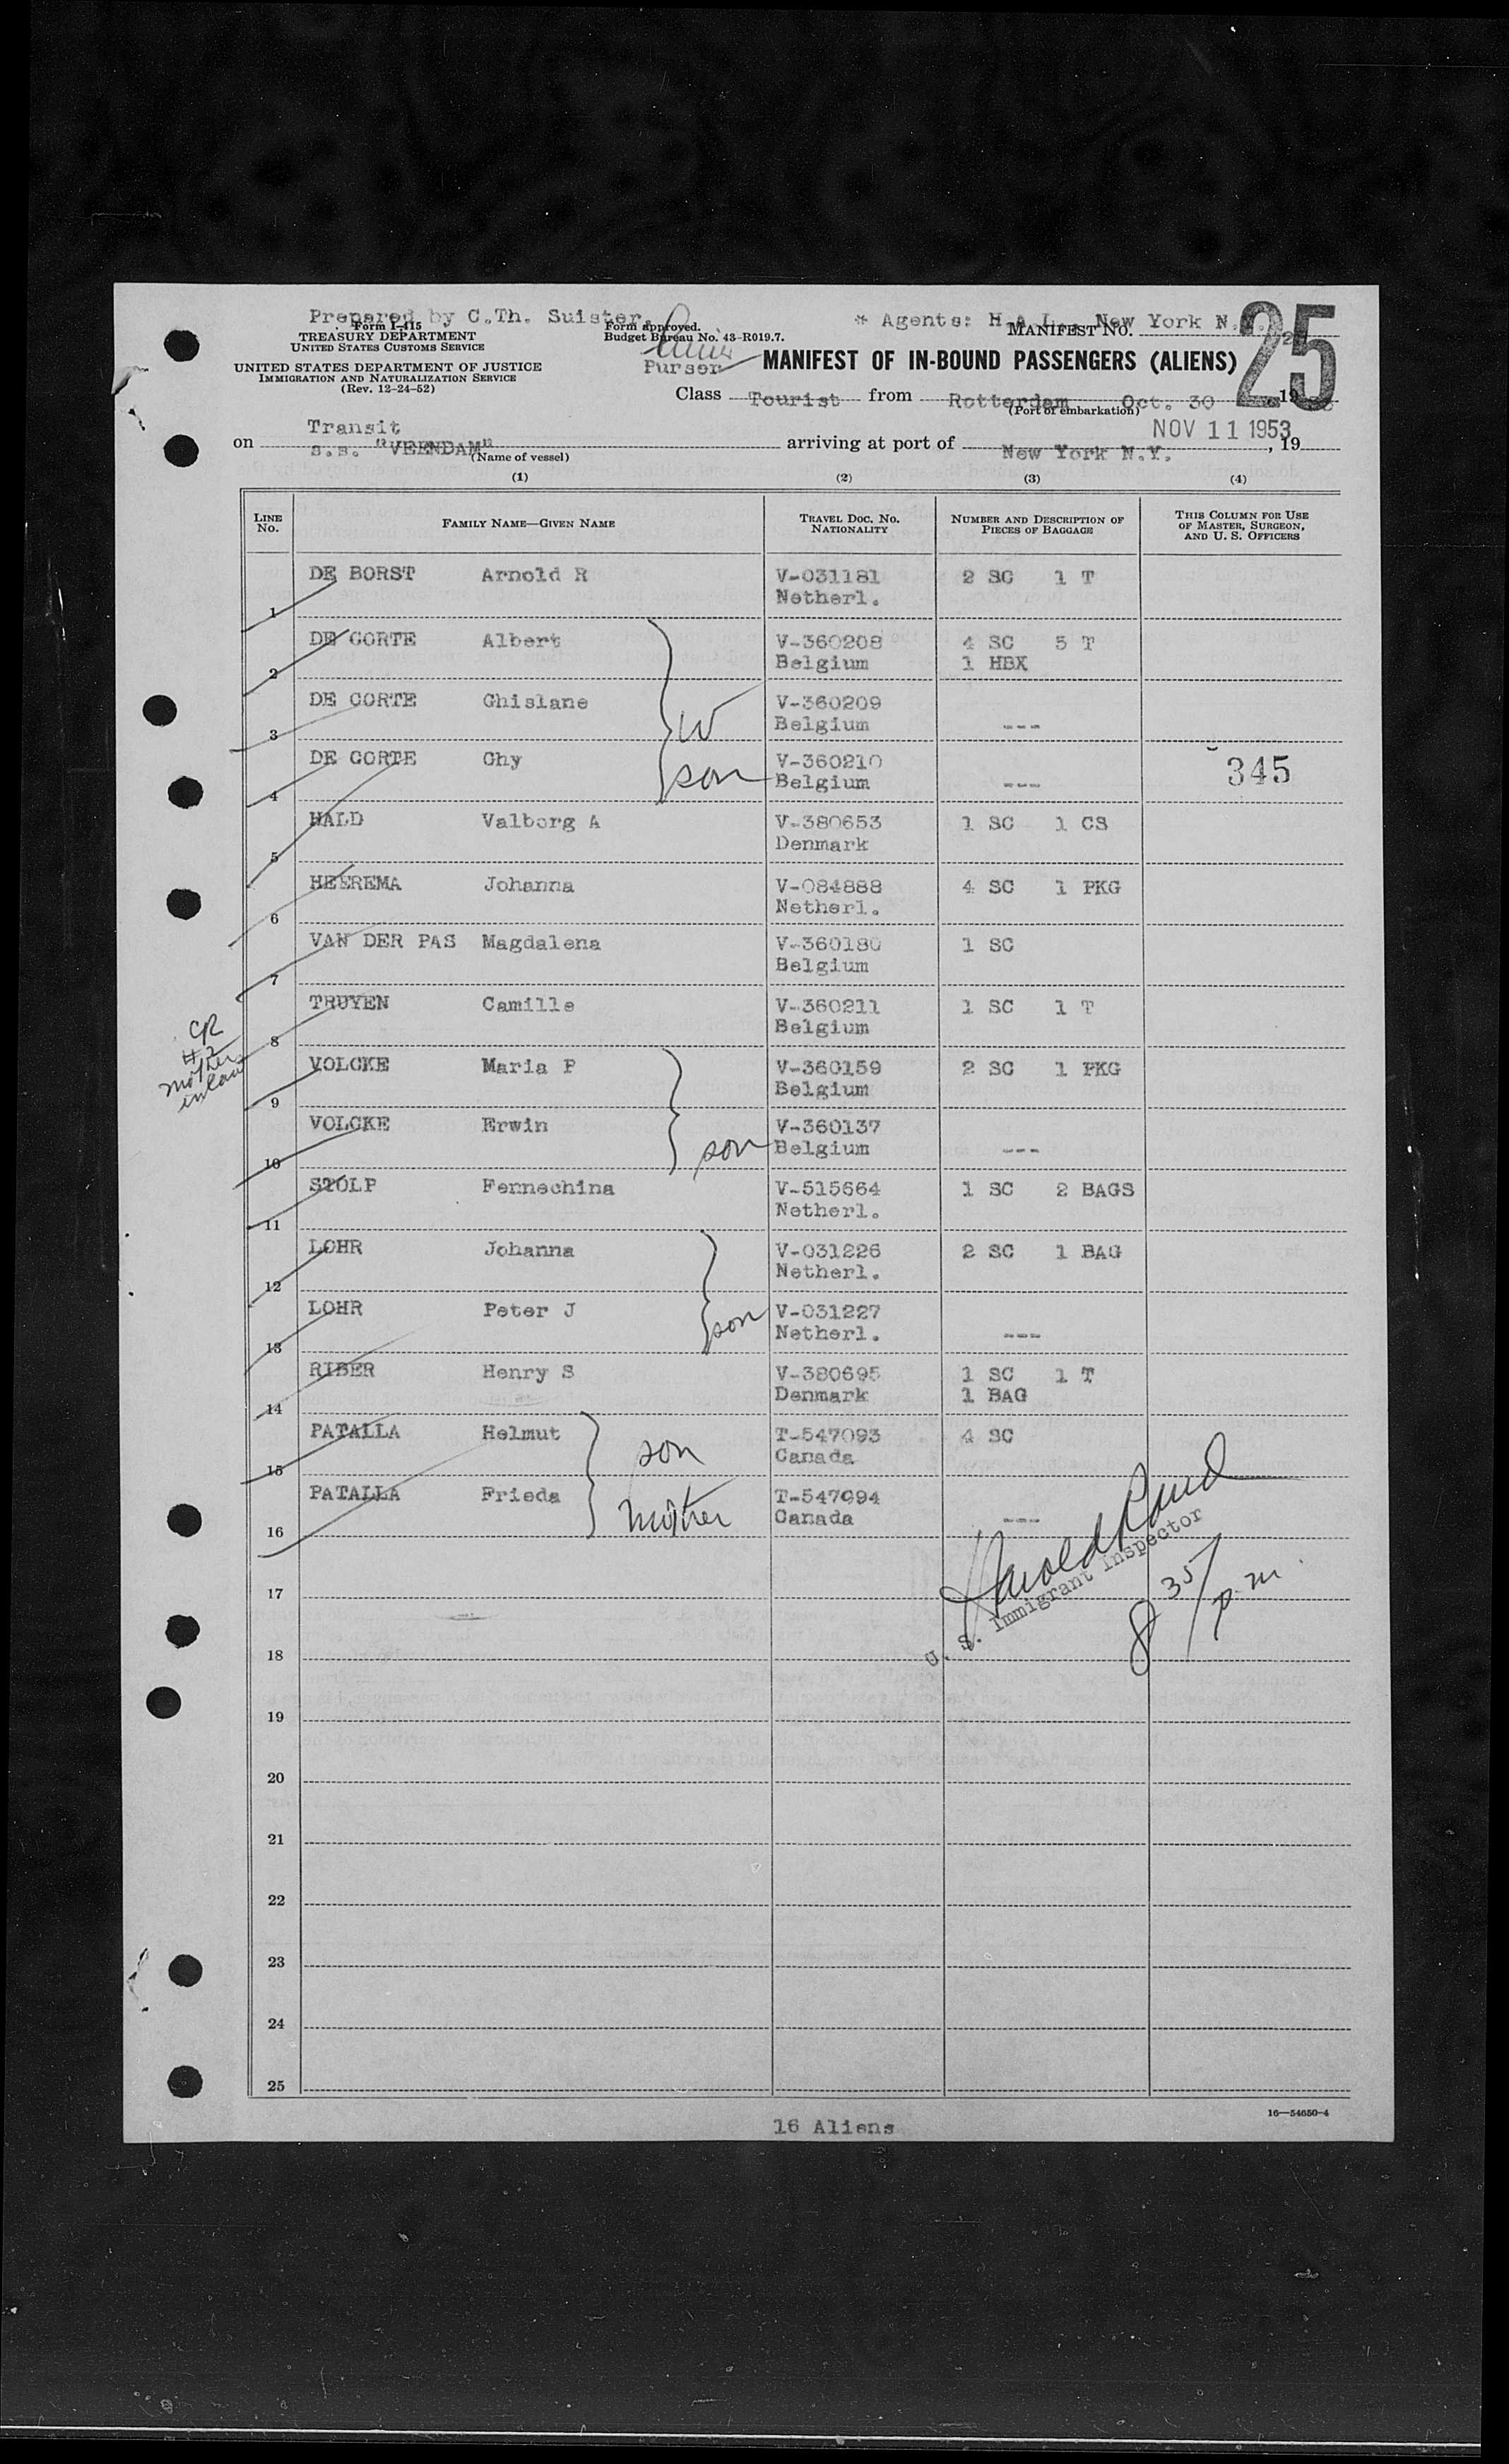 Prepared by C.Th. Suister. * Agents: H.A.L. New York N.
Form I-415
TREASURY DEPARTMENT
UNITED STATES CUSTOMS SERVICE
Form approved.
Budget Bureau No. 43-R019.7.
MANIFEST NO.
25
UNITED STATES DEPARTMENT OF JUSTICE
IMMIGRATION AND NATURALIZATION SERVICE
(Rev. 12-24-52)
Purser
MANIFEST OF IN-BOUND PASSENGERS (ALIENS)
Class Tourist from Rotterdam Oct. 30 19
(Port of embarkation)
Transit
NOV 11 1953
on s.s. "VEENDAM" arriving at port of New York N.Y. , 19
(Name of vessel)
(1) (2) (3) (4)
LINE NO. FAMILY NAME—GIVEN NAME TRAVEL DOC. NO. NATIONALITY NUMBER AND DESCRIPTION OF PIECES OF BAGGAGE THIS COLUMN FOR USE OF MASTER, SURGEON, AND U. S. OFFICERS
1 DE BORST Arnold R V-031181 2 SC 1 T
Netherl.
2 DE CORTE Albert V-360208 4 SC 5 T
Belgium 1 HBX
3 DE CORTE Ghislane W V-360209
Belgium ---
4 DE CORTE Ghy son V-360210 345
Belgium ---
5 HALD Valborg A V-380653 1 SC 1 CS
Denmark
6 HEEREMA Johanna V-084888 4 SC 1 PKG
Netherl.
7 VAN DER PAS Magdalena V-360180 1 SC
Belgium
8 TRUYEN Camille V-360211 1 SC 1 T
Belgium
CR
#2
mother
in law
9 VOLCKE Maria P V-360159 2 SC 1 PKG
Belgium
10 VOLCKE Erwin son V-360137
Belgium ---
11 STOLP Fennechina V-515664 1 SC 2 BAGS
Netherl.
12 LOHR Johanna V-031226 2 SC 1 BAG
Netherl.
13 LOHR Peter J son V-031227
Netherl. ---
14 RIBER Henry S V-380695 1 SC 1 T
Denmark 1 BAG
15 PATALLA Helmut son T-547093 4 SC
Canada
16 PATALLA Frieda mother T-547094
Canada ---
Harold Rand
U. S. Immigrant Inspector
8 35/p.m.
17
18
19
20
21
22
23
24
25
16—54650-4
16 Aliens